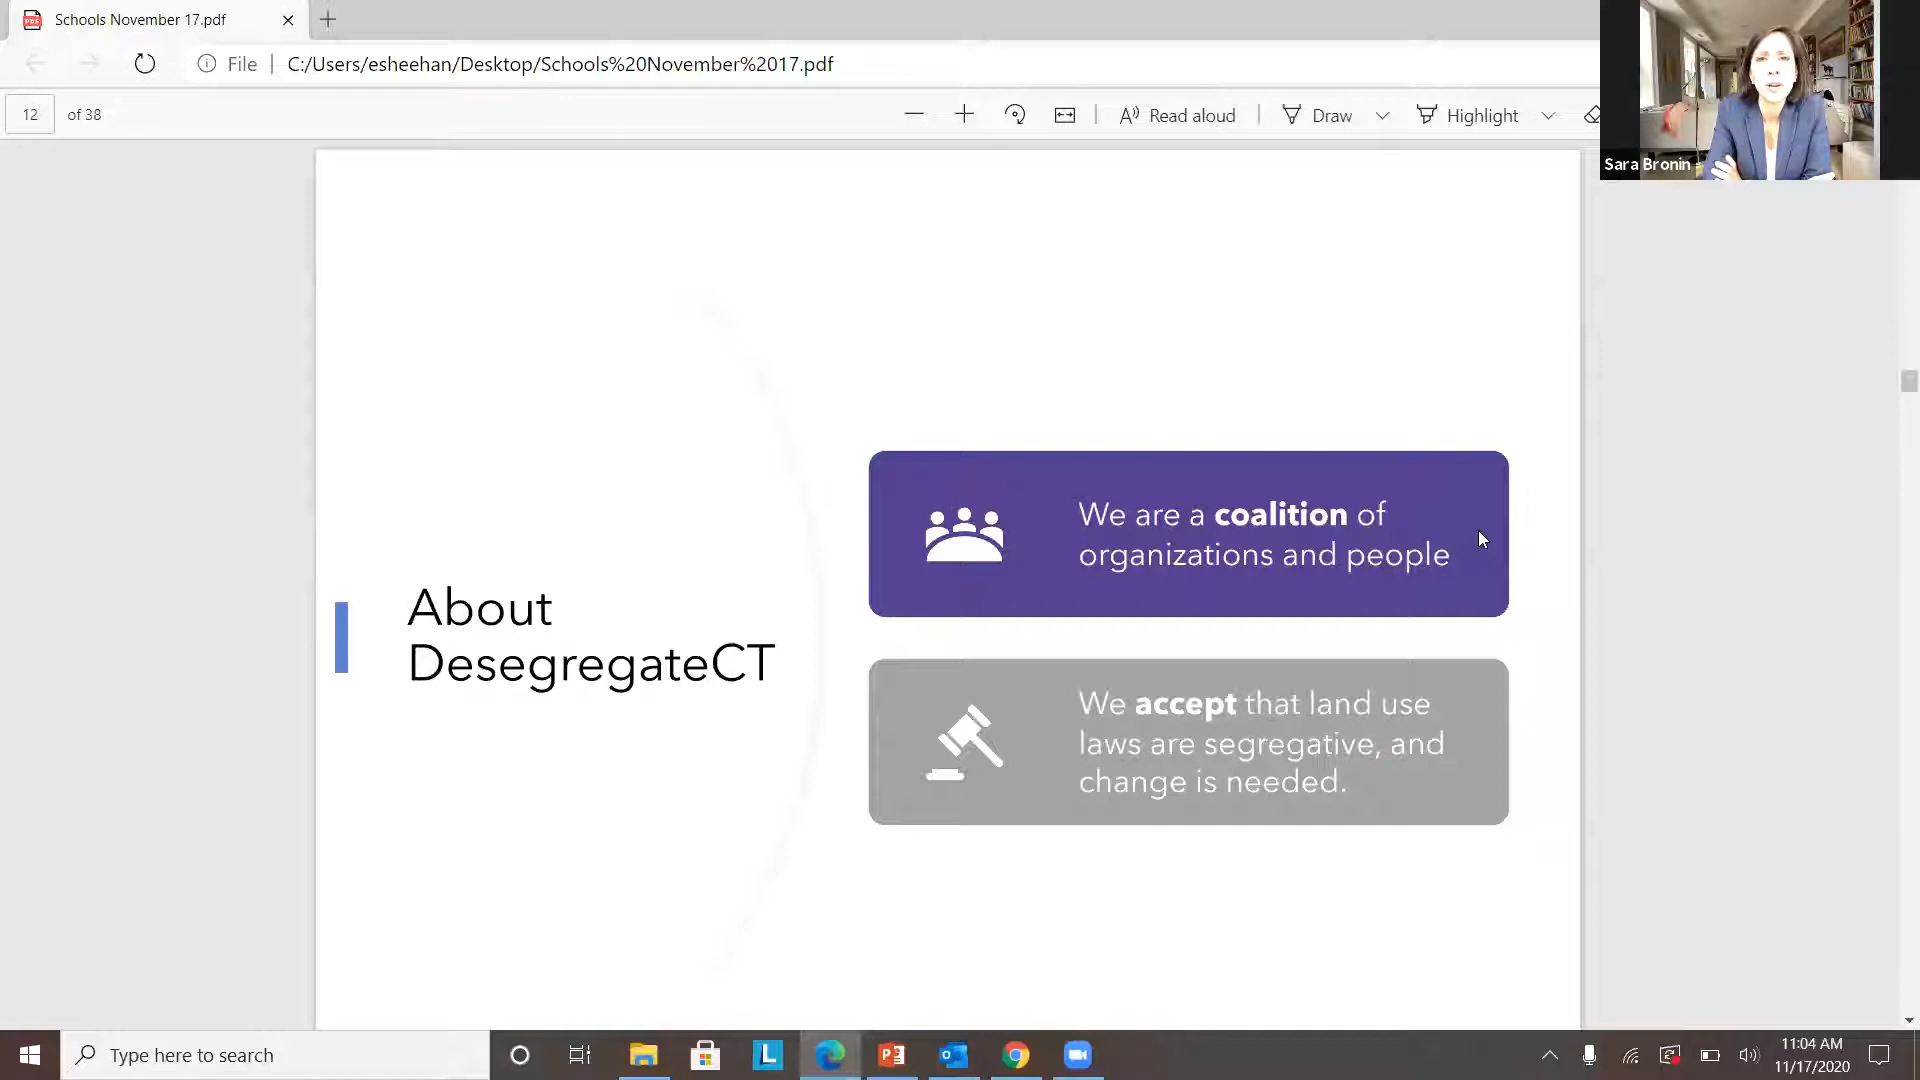 Schools November 17.pdf
File
C:/Users/esheehan/Desktop/Schools%20November%2017.pdf
12 of 38
Read aloud
Draw
Highlight
Sara Bronin
About
DesegregateCT
We are a coalition of
organizations and people
We accept that land use
laws are segregative, and
change is needed.
Type here to search
11:04 AM
11/17/2020